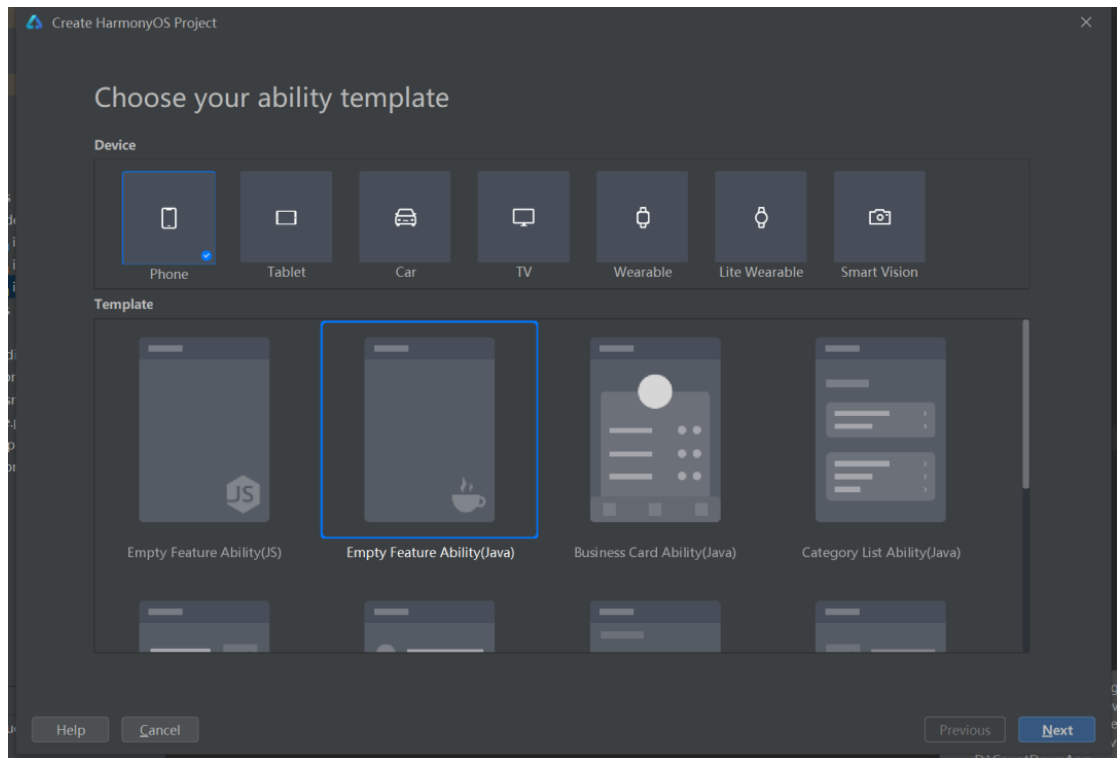 Create HarmonyOS Project
Choose your ability template
Device
Phone
Tablet
Car
TV
Wearable
Lite Wearable
Smart Vision
Template
JS
Empty Feature Ability(JS)
Empty Feature Ability(Java)
Business Card Ability(Java)
Category List Ability(Java)
Help
Cancel
Previous
Next